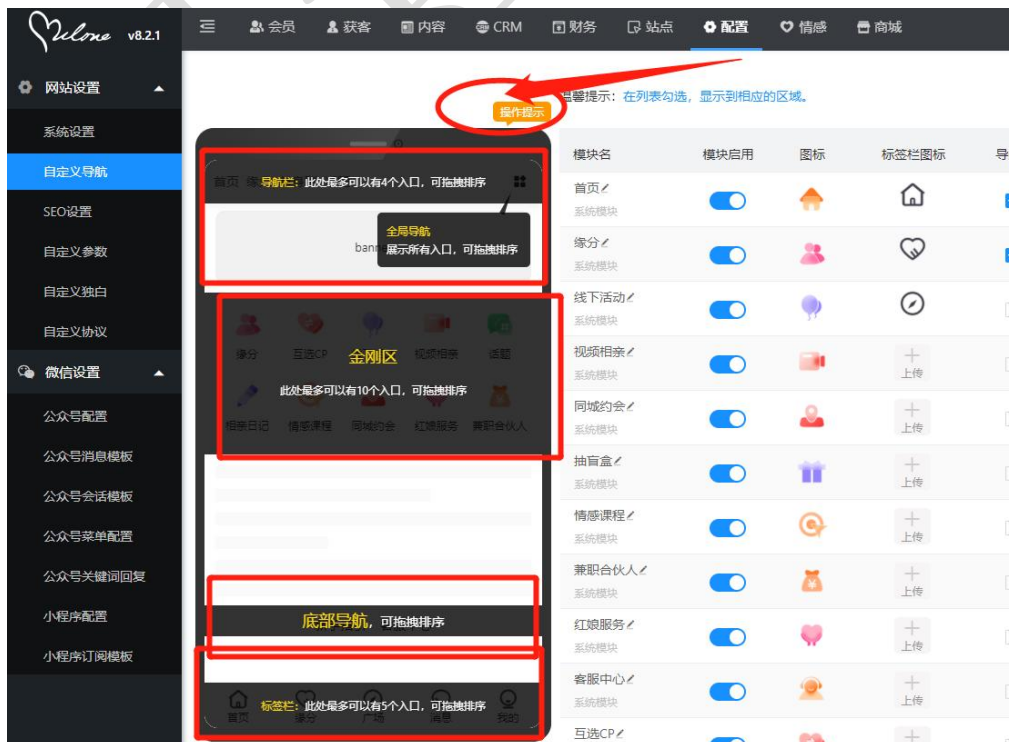 Milone v8.2.1
会员 获客 内容 CRM 财务 站点 配置 情感 商城
网站设置
系统设置
自定义导航
SEO设置
自定义参数
自定义独白
自定义协议
微信设置
公众号配置
公众号消息模板
公众号会话模板
公众号菜单配置
公众号关键词回复
小程序配置
小程序订阅模板
温馨提示：在列表勾选，显示到相应的区域。
操作提示
首页 缘
导航栏：此处最多可以有4个入口，可拖拽排序
全局导航
展示所有入口，可拖拽排序
bann
缘分 互选CP 视频相亲 话题
金刚区
此处最多可以有10个入口，可拖拽排序
相亲日记 情感课程 同城约会 红娘服务 兼职合伙人
底部导航，可拖拽排序
标签栏：此处最多可以有5个入口，可拖拽排序
首页 缘分 广场 消息 我的
模块名 模块启用 图标 标签栏图标 导
首页
系统模块
缘分
系统模块
线下活动
系统模块
视频相亲
系统模块
上传
同城约会
系统模块
上传
抽盲盒
系统模块
上传
情感课程
系统模块
上传
兼职合伙人
系统模块
上传
红娘服务
系统模块
上传
客服中心
系统模块
上传
互选CP